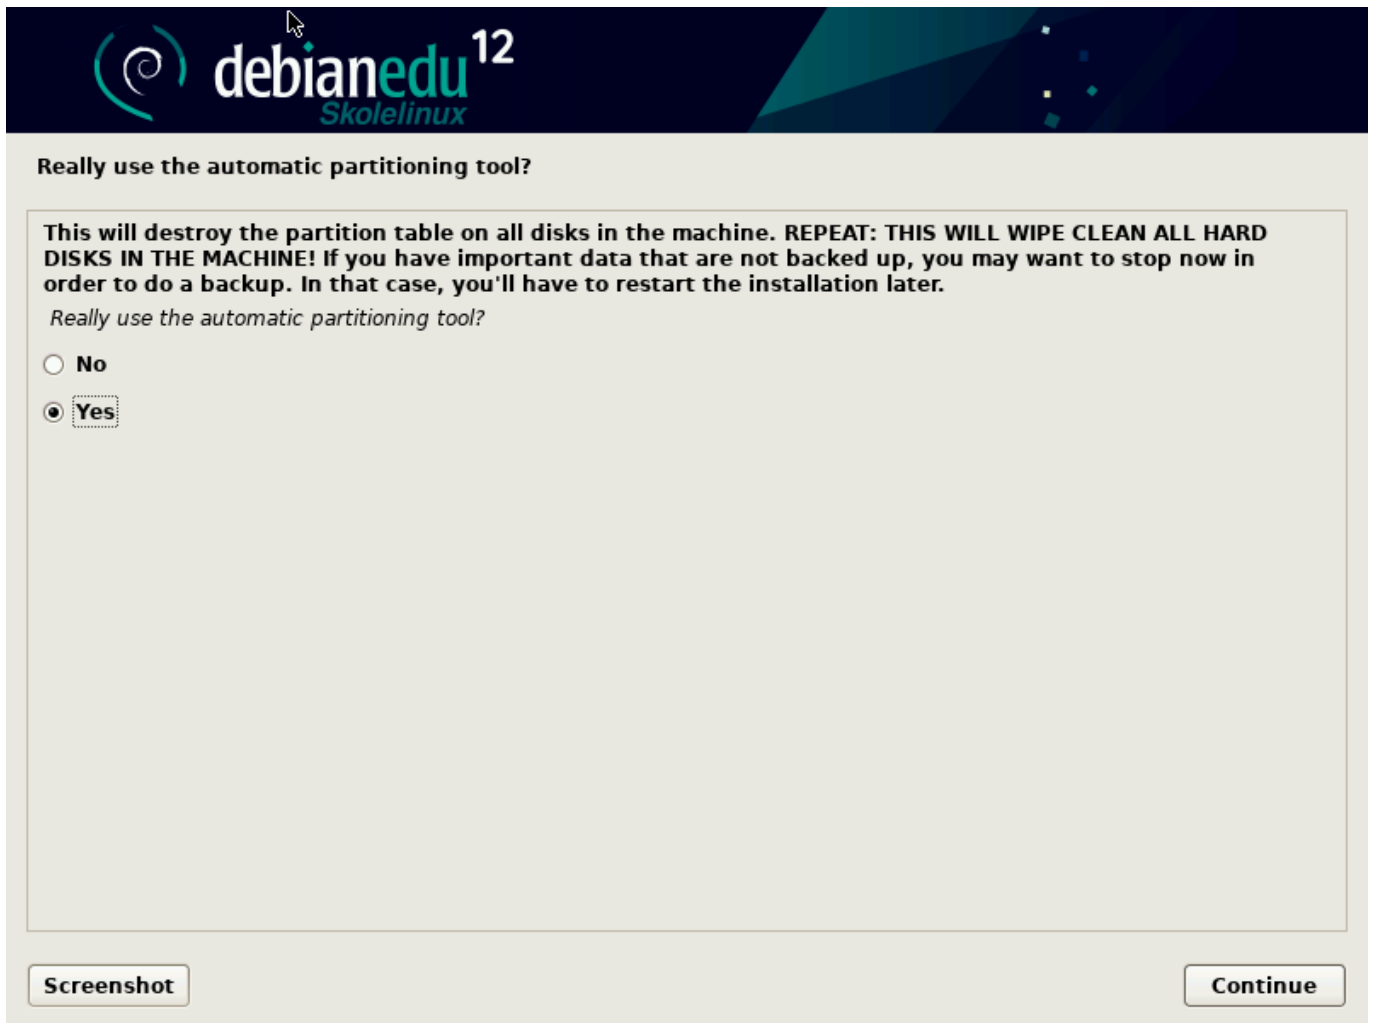 debianedu 12
Skolelinux
Really use the automatic partitioning tool?
This will destroy the partition table on all disks in the machine. REPEAT: THIS WILL WIPE CLEAN ALL HARD
DISKS IN THE MACHINE! If you have important data that are not backed up, you may want to stop now in
order to do a backup. In that case, you'll have to restart the installation later.
Really use the automatic partitioning tool?
No
Yes
Screenshot
Continue